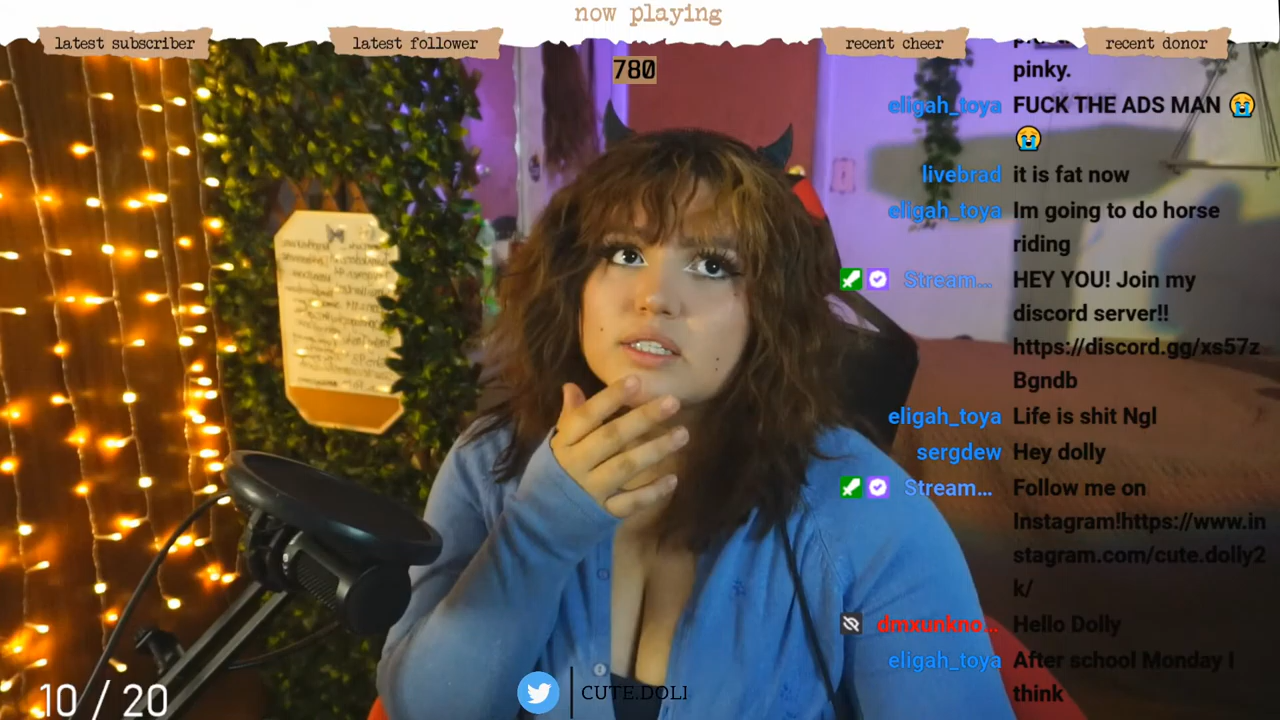 now playing
latest subscriber
latest follower
recent cheer
recent donor
780
pinky.
eligah_toya FUCK THE ADS MAN 😭
😭
livebrad it is fat now
eligah_toya Im going to do horse
riding
Stream... HEY YOU! Join my
discord server!!
https://discord.gg/xs57z
Bgndb
eligah_toya Life is shit Ngl
sergdew Hey dolly
Stream... Follow me on
Instagram!https://www.in
stagram.com/cute.dolly2
k/
dmxunkno... Hello Dolly
eligah_toya After school Monday I
think
10 / 20
CUTE.DOLI